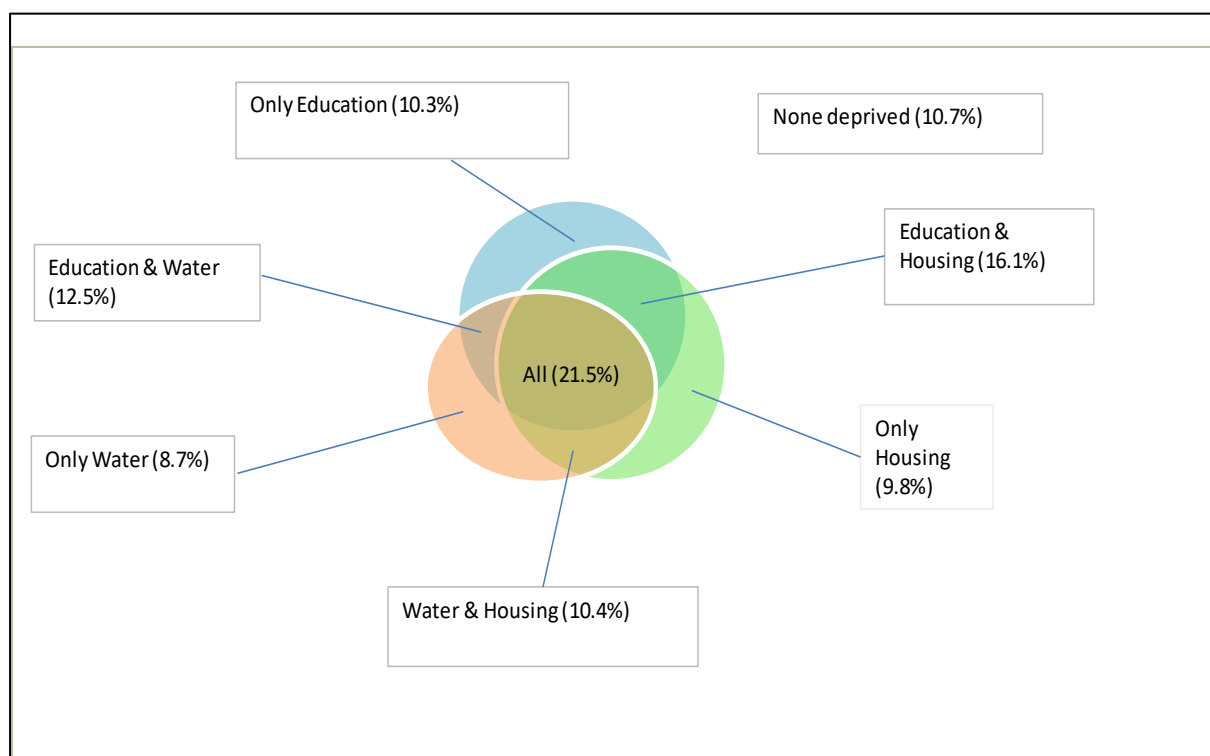 Only Education (10.3%)
None deprived (10.7%)
Education &
Housing (16.1%)
Education & Water
(12.5%)
All (21.5%)
Only Water (8.7%)
Only
Housing
(9.8%)
Water & Housing (10.4%)